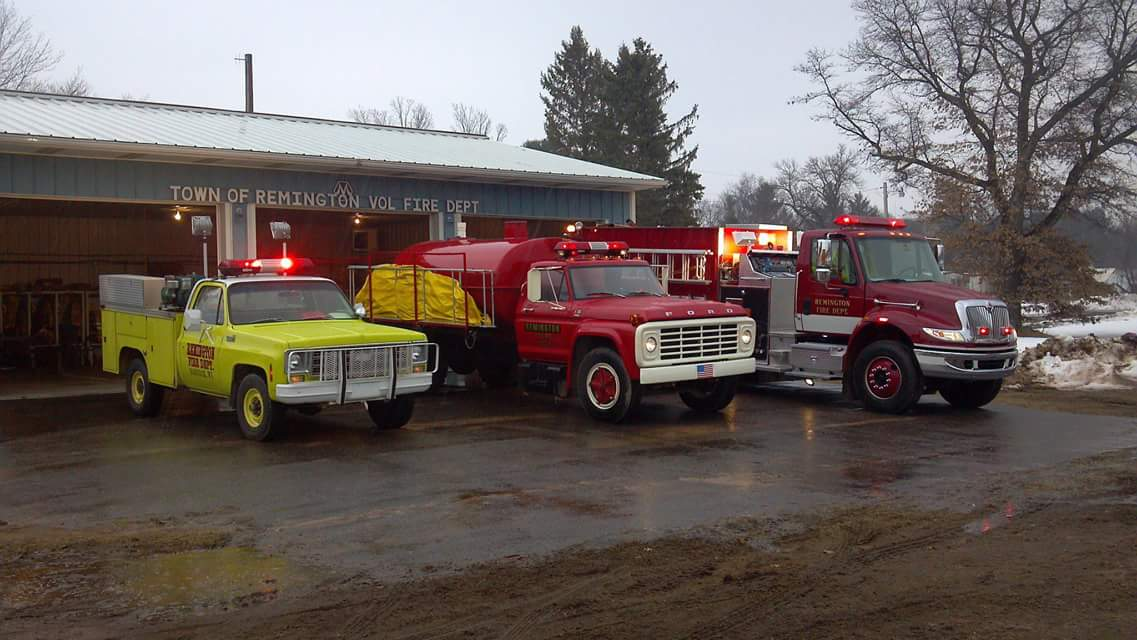 TOWN OF REMINGTON VOL FIRE DEPT
REMINGTON
FIRE DEPT.
FORD
REMINGTON
REMINGTON
FIRE DEPT.